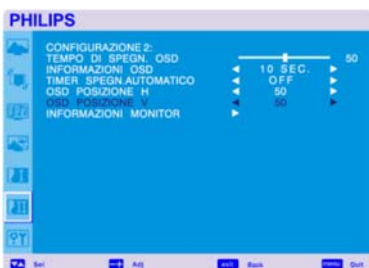 PHILIPS
CONFIGURAZIONE 2:
TEMPO DI SPEGN. OSD 50
INFORMAZIONI OSD 10 SEC.
TIMER SPEGN.AUTOMATICO OFF
OSD POSIZIONE H 50
OSD POSIZIONE V 50
INFORMAZIONI MONITOR
Sel +Adj exit Back menu Quit